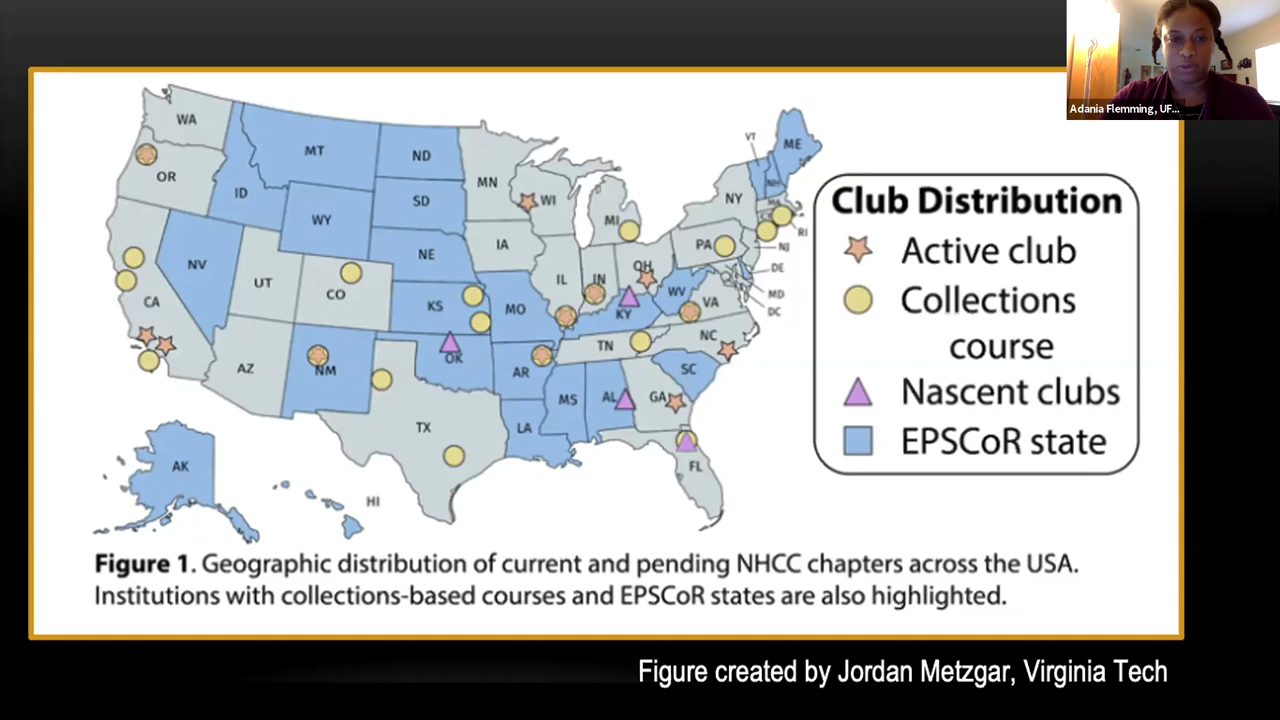 Adania Flemming, UF...
WA
OR
CA
ID
NV
MT
WY
UT
AZ
CO
NM
ND
SD
NE
KS
OK
TX
MN
IA
MO
AR
LA
WI
IL
MI
IN
OH
KY
TN
MS
AL
GA
FL
SC
NC
VA
WV
PA
NY
VT
NH
ME
MA
RI
NJ
DE
MD
DC
AK
HI
Club Distribution
Active club
Collections
course
Nascent clubs
EPSCoR state
Figure 1. Geographic distribution of current and pending NHCC chapters across the USA.
Institutions with collections-based courses and EPSCoR states are also highlighted.
Figure created by Jordan Metzgar, Virginia Tech